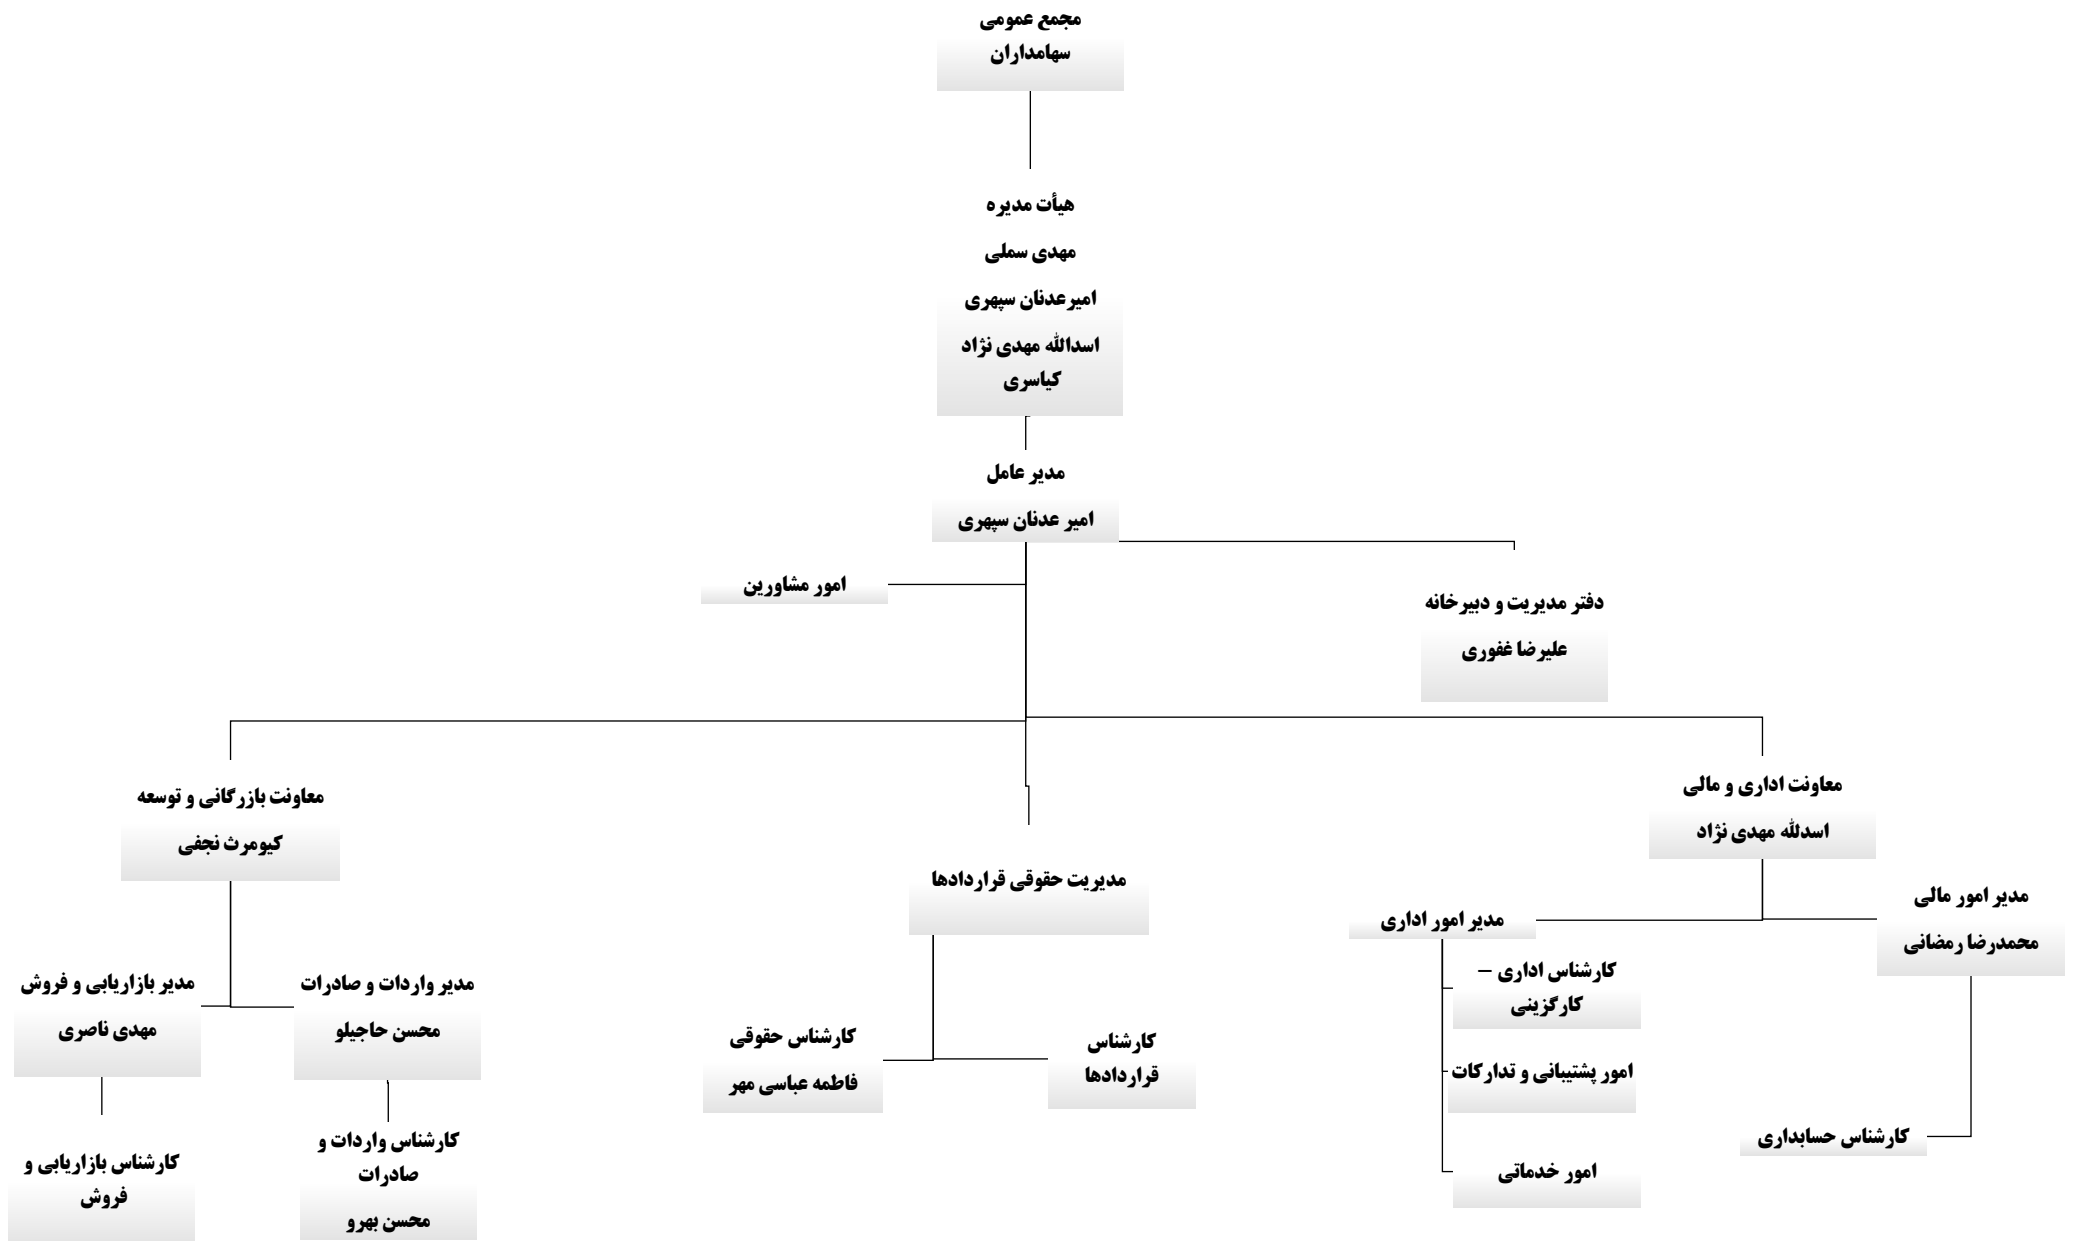 مجمع عمومی
سهامداران
هیأت مدیره
مهدی سملی
امیرعدنان سپهری
اسدالله مهدی نژاد
کیاسری
مدیر عامل
امیر عدنان سپهری
امور مشاورین
دفتر مدیریت و دبیرخانه
علیرضا غفوری
معاونت اداری و مالی
اسدلله مهدی نژاد
مدیر امور مالی
محمدرضا رمضانی
کارشناس حسابداری
مدیر امور اداری
کارشناس اداری –
کارگزینی
امور پشتیبانی و تدارکات
امور خدماتی
مدیریت حقوقی قراردادها
کارشناس
قراردادها
کارشناس حقوقی
فاطمه عباسی مهر
معاونت بازرگانی و توسعه
کیومرث نجفی
مدیر واردات و صادرات
محسن حاجیلو
کارشناس واردات و
صادرات
محسن بهرو
مدیر بازاریابی و فروش
مهدی ناصری
کارشناس بازاریابی و
فروش